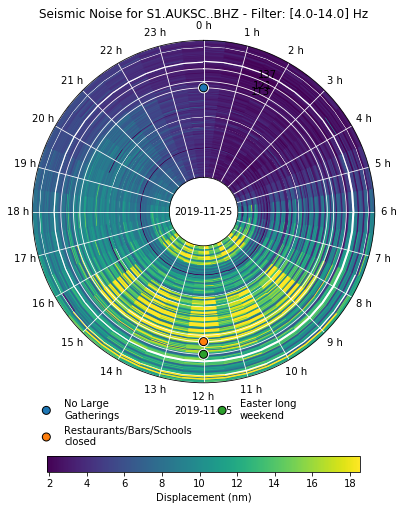 Seismic Noise for S1.AUKSC..BHZ - Filter: [4.0-14.0] Hz
0 h
23 h
1 h
22 h
2 h
21 h
3 h
20 h
4 h
19 h
5 h
2019-11-25
18 h
6 h
17 h
7 h
16 h
8 h
15 h
9 h
14 h
10 h
13 h
11 h
12 h
No Large
Gatherings
Easter long
weekend
Restaurants/Bars/Schools
closed
2 4 6 8 10 12 14 16 18
Displacement (nm)